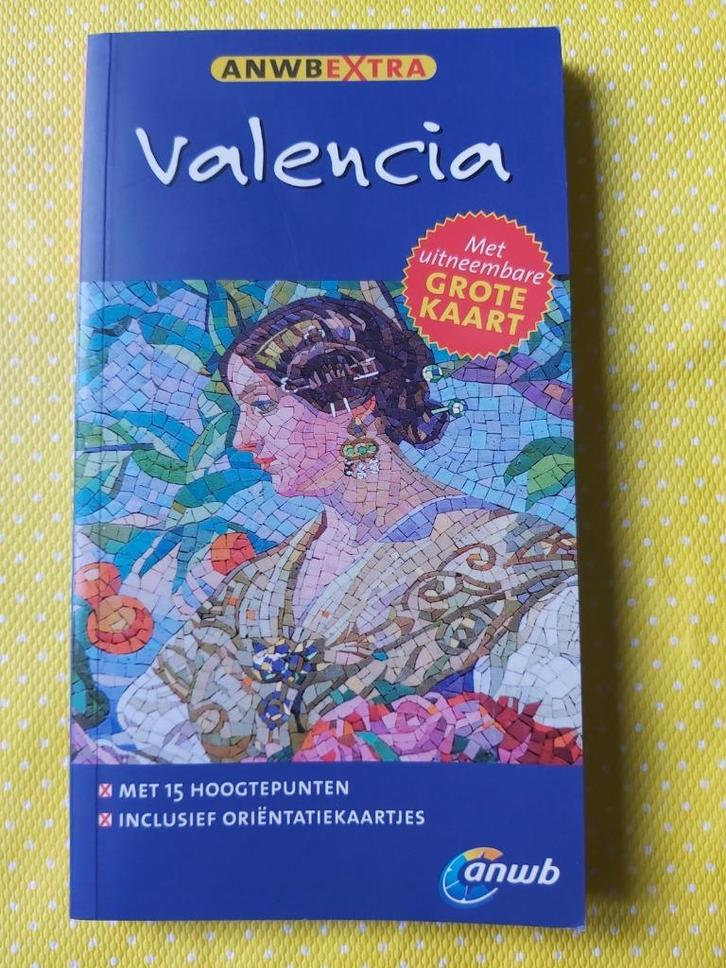 ANWBEXTRA
Valencia
Met
uitneembare
GROTE
KAART
MET 15 HOOGTEPUNTEN
INCLUSIEF ORIËNTATIEKAARTJES
anwb